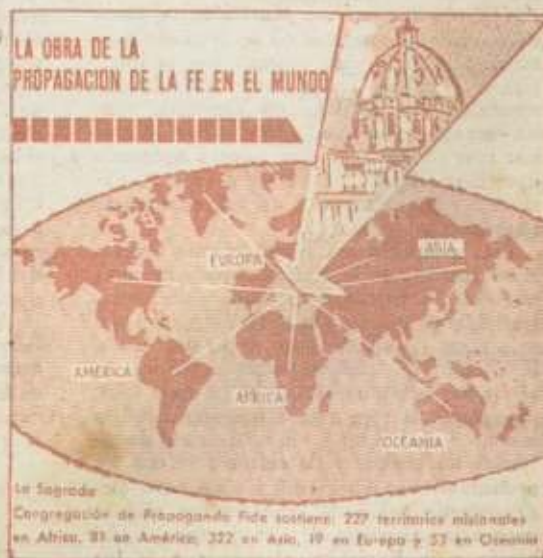 LA OBRA DE LA
PROPAGACION DE LA FE EN EL MUNDO
EUROPA
ASIA
AMÉRICA
AFRICA
OCEANIA
La Sagrada
Congregación de Propaganda Fide sostiene: 227 territorios misionales
en Africa, 81 en América; 322 en Asia, 19 en Europa y 53 en Oceanía